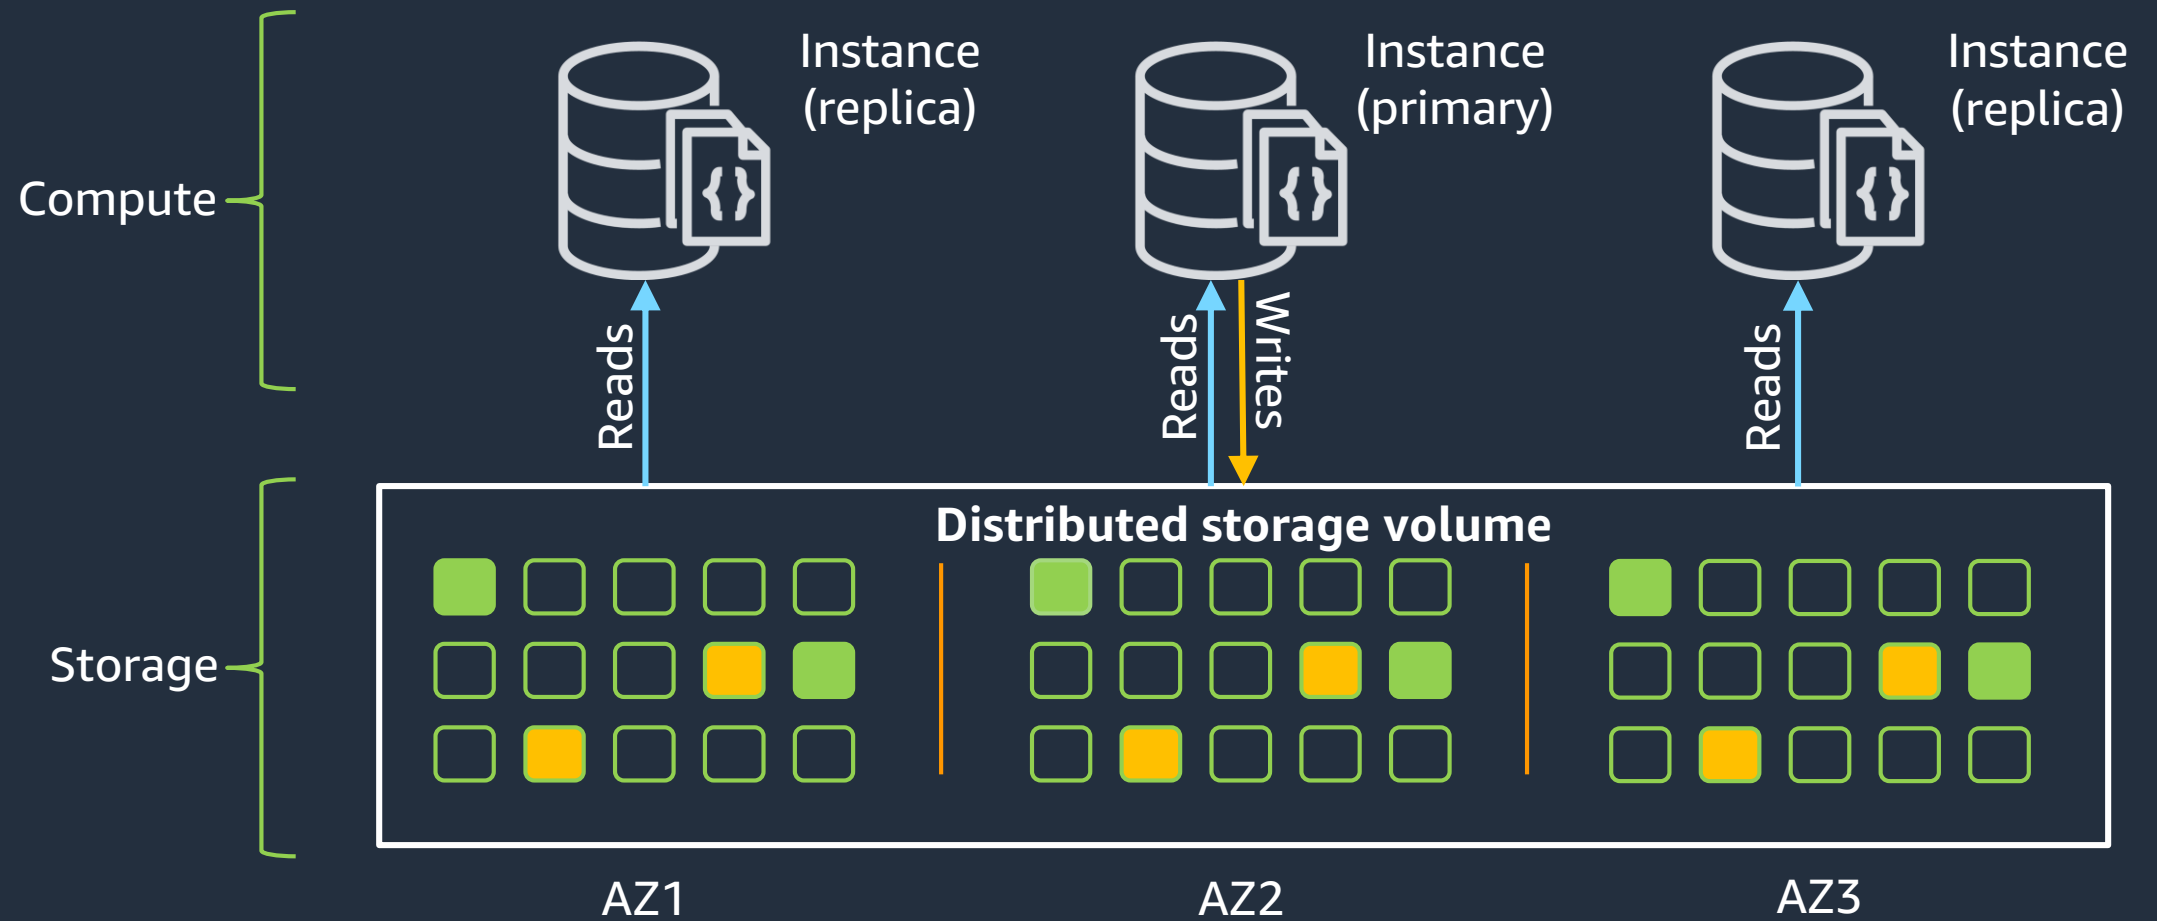 Instance
(replica)
Instance
(primary)
Instance
(replica)
Compute
{}
{}
{}
Reads
Reads
Writes
Reads
Distributed storage volume
Storage
AZ1
AZ2
AZ3